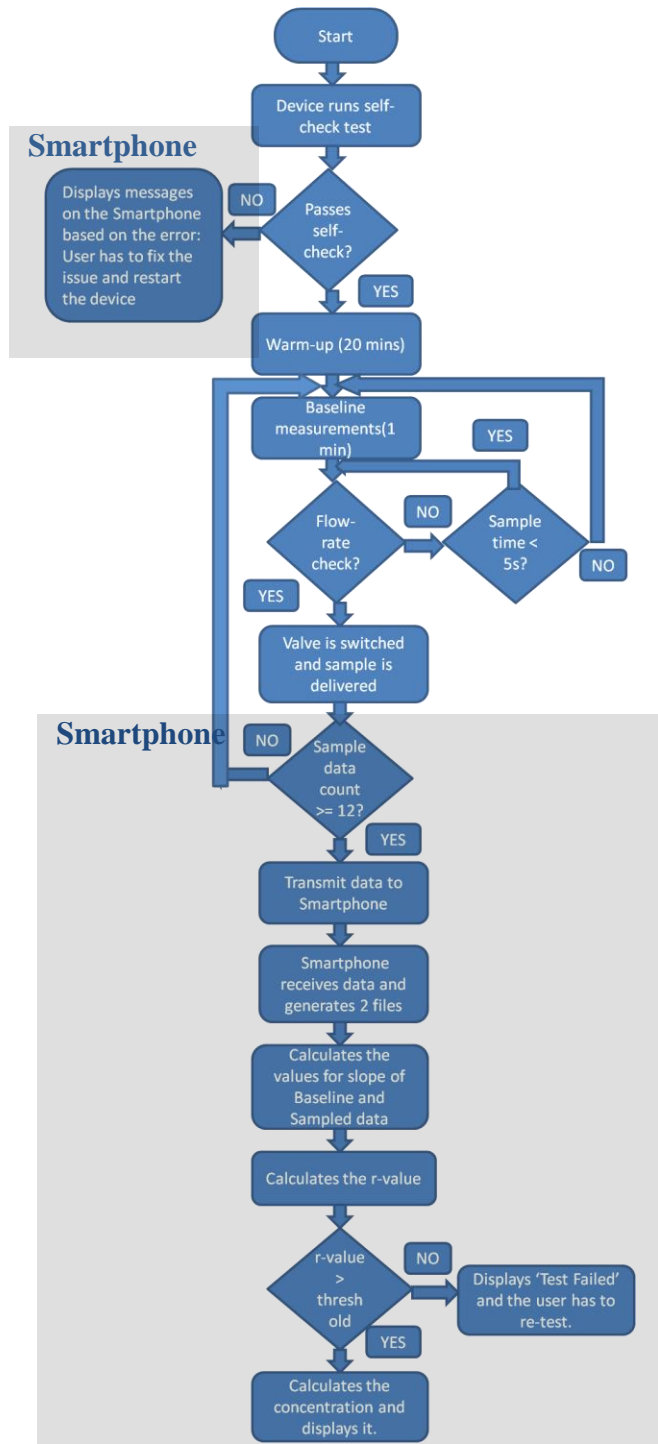 Start
Device runs self-
check test
Smartphone
Displays messages
on the Smartphone
based on the error:
User has to fix the
issue and restart
the device
NO
Passes
self-
check?
YES
Warm-up (20 mins)
Baseline
measurements(1
min)
YES
Flow-
rate
check?
NO
Sample
time <
5s?
NO
YES
Valve is switched
and sample is
delivered
Smartphone
NO
Sample
data
count
>= 12?
YES
Transmit data to
Smartphone
Smartphone
receives data and
generates 2 files
Calculates the
values for slope of
Baseline and
Sampled data
Calculates the r-value
r-value
>
thresh
old
NO
Displays ‘Test Failed’
and the user has to
re-test.
YES
Calculates the
concentration and
displays it.